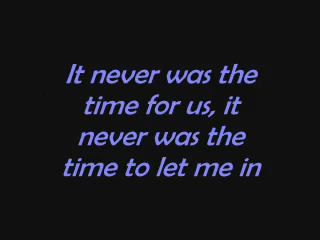 It never was the
time for us, it
never was the
time to let me in